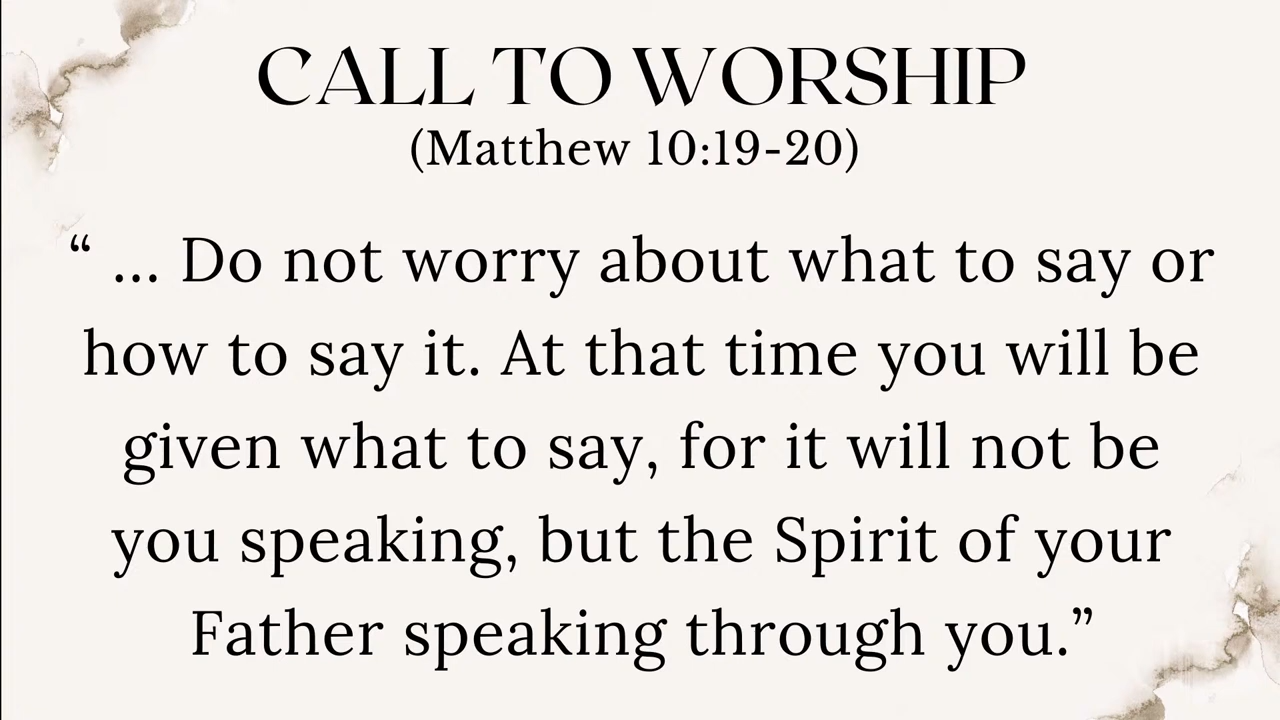 CALL TO WORSHIP
(Matthew 10:19-20)
“ ... Do not worry about what to say or
how to say it. At that time you will be
given what to say, for it will not be
you speaking, but the Spirit of your
Father speaking through you.”